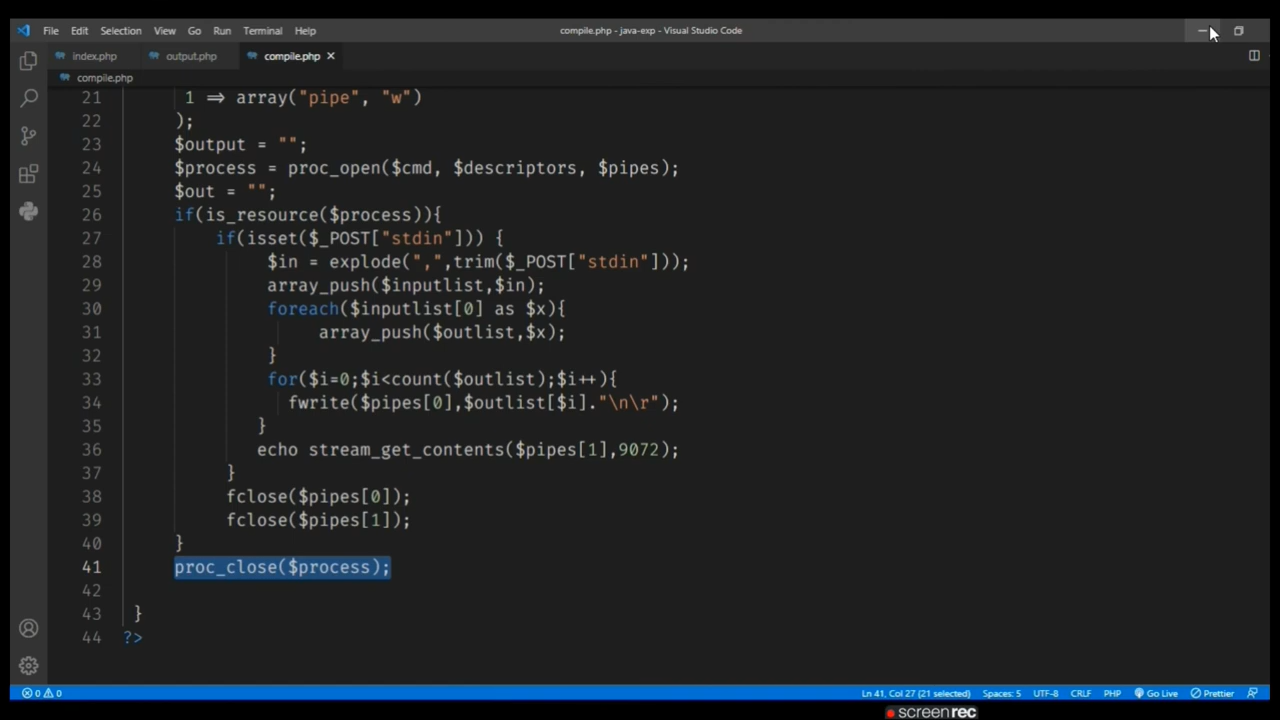 File Edit Selection View Go Run Terminal Help compile.php - java-exp - Visual Studio Code
index.php output.php compile.php
compile.php
21 1 => array("pipe", "w")
22 );
23 $output = "";
24 $process = proc_open($cmd, $descriptors, $pipes);
25 $out = "";
26 if(is_resource($process)){
27 if(isset($_POST["stdin"])) {
28 $in = explode(",",trim($_POST["stdin"]));
29 array_push($inputlist,$in);
30 foreach($inputlist[0] as $x){
31 array_push($outlist,$x);
32 }
33 for($i=0;$i<count($outlist);$i++){
34 fwrite($pipes[0],$outlist[$i]."\n\r");
35 }
36 echo stream_get_contents($pipes[1],9072);
37 }
38 fclose($pipes[0]);
39 fclose($pipes[1]);
40 }
41 proc_close($process);
42
43 }
44 ?>
0 0 Ln 41, Col 27 (21 selected) Spaces: 5 UTF-8 CRLF PHP Go Live Prettier
screenrec